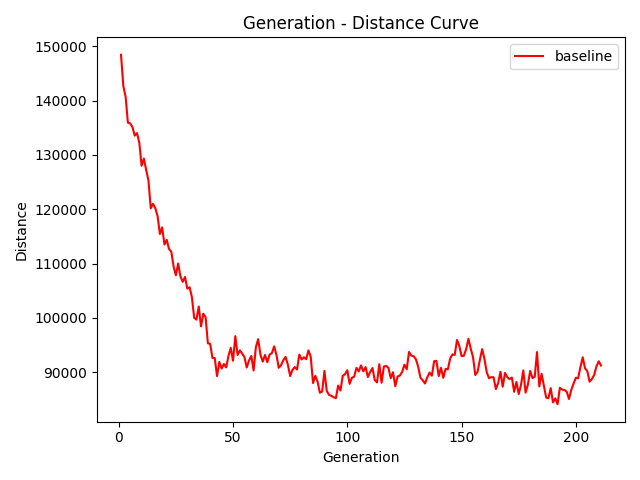 Generation - Distance Curve
baseline
150000
140000
130000
120000
110000
100000
90000
Distance
0 50 100 150 200
Generation